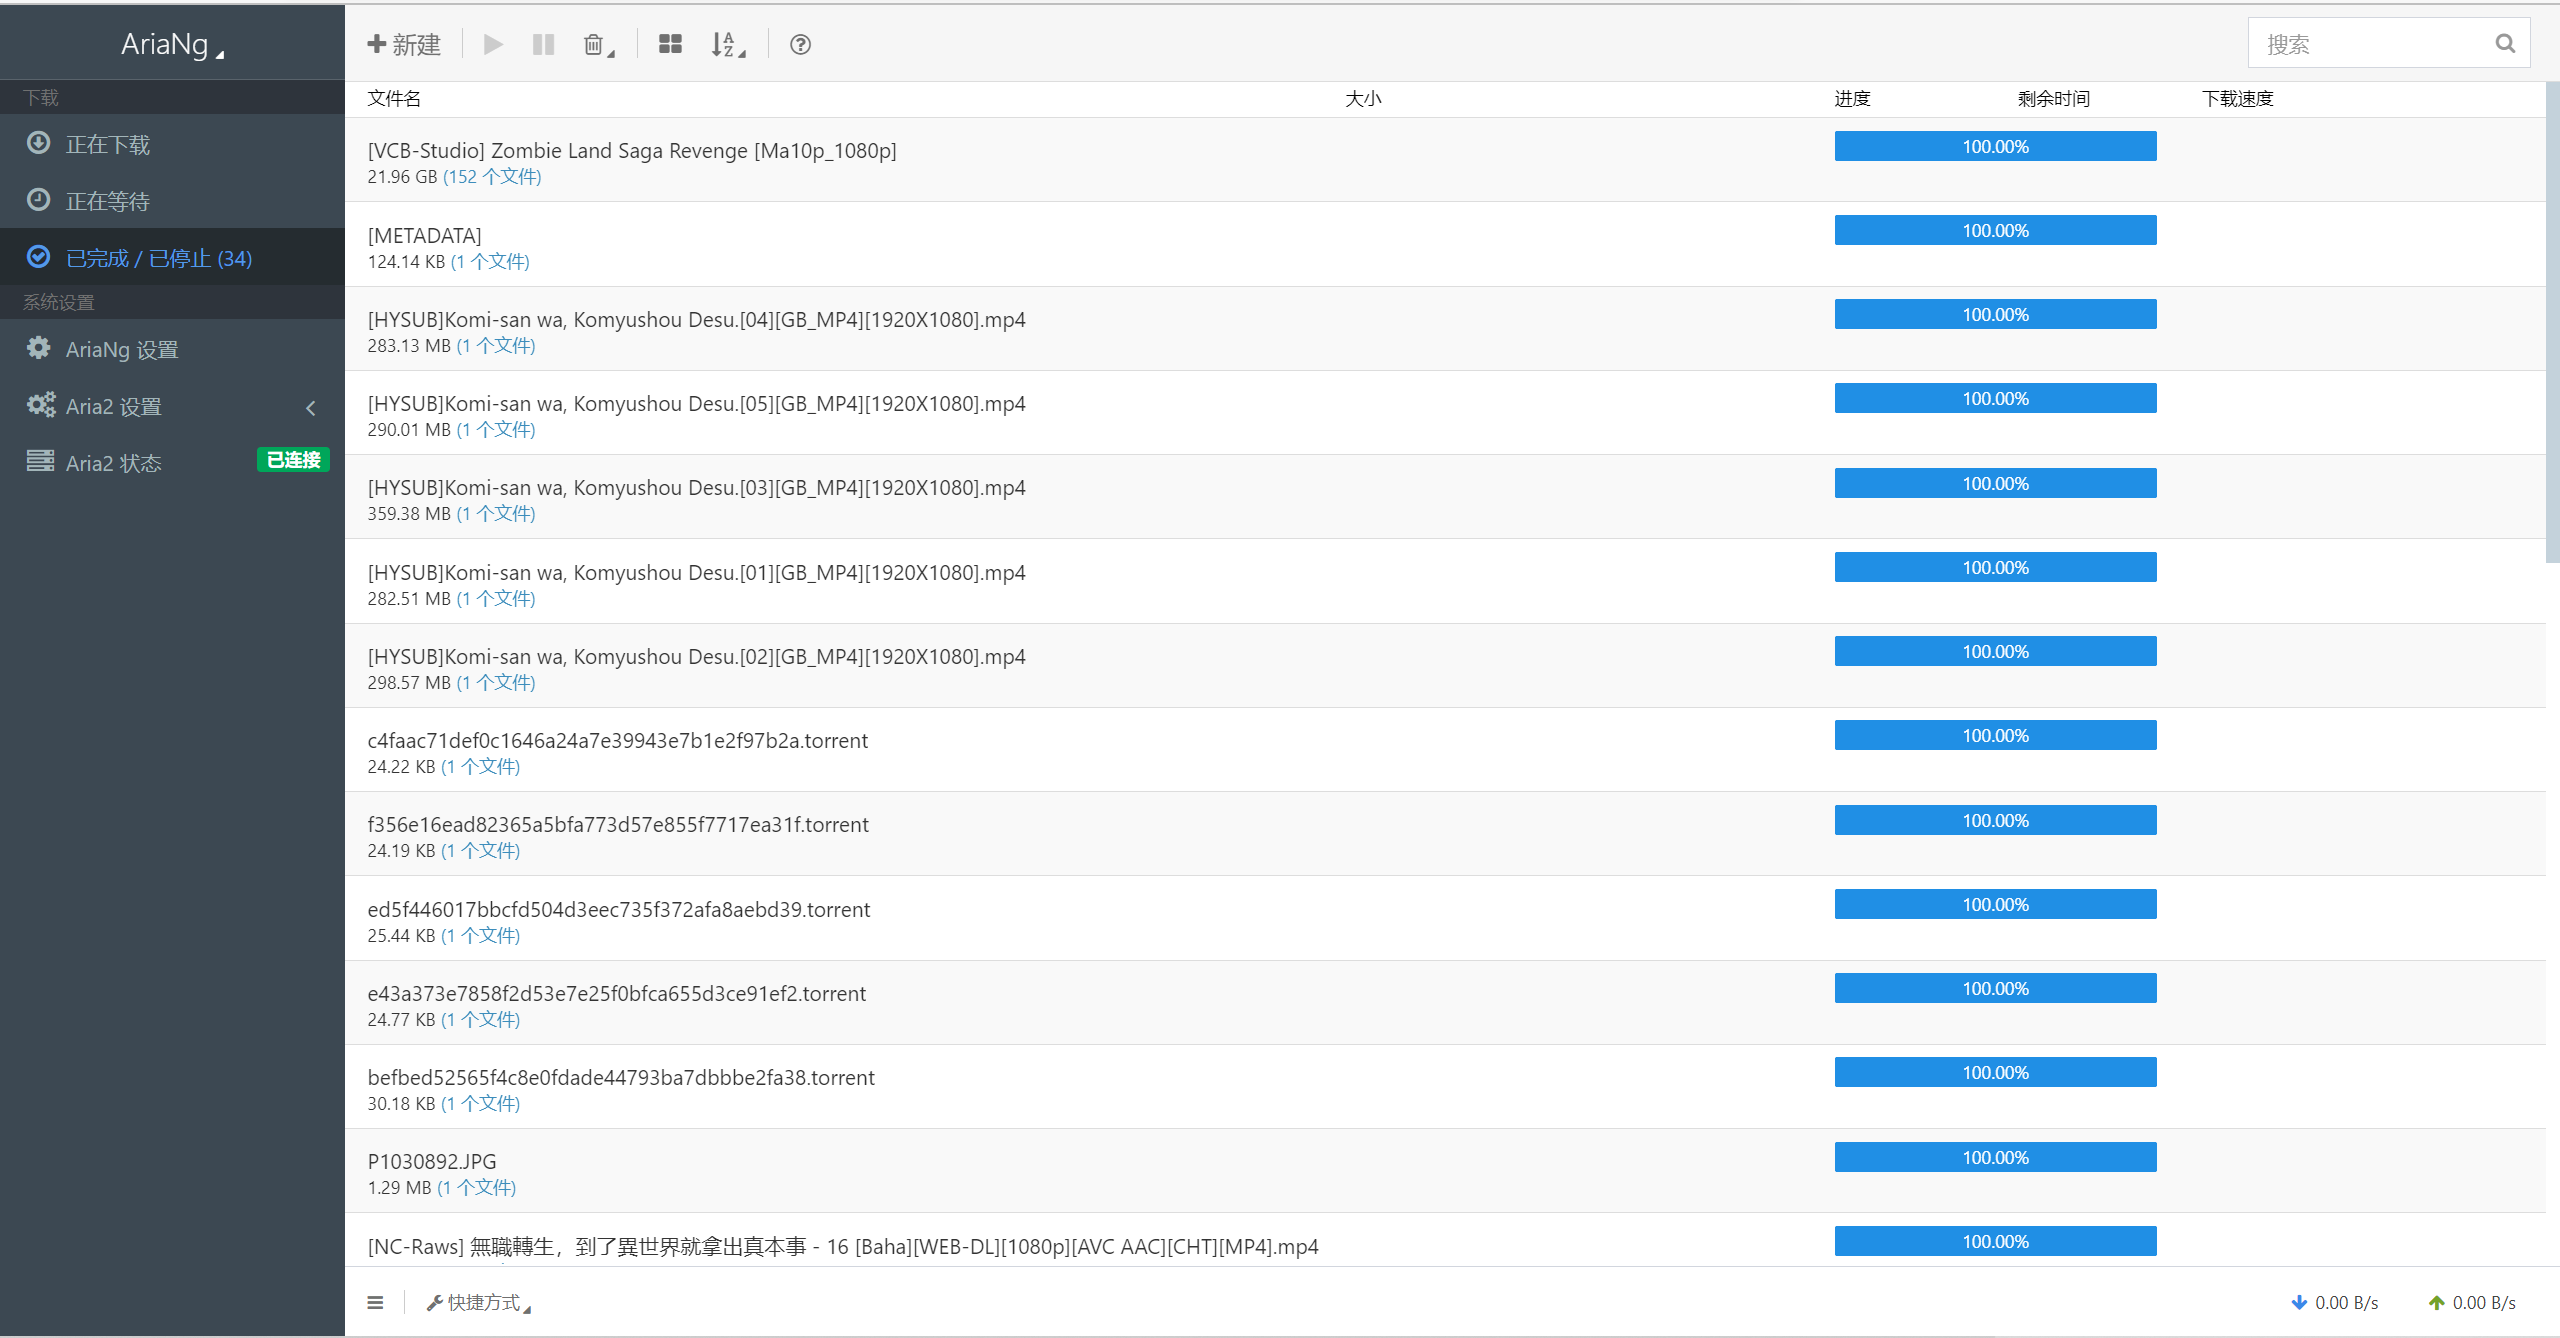 AriaNg
新建
搜索
下载
正在下载
正在等待
已完成 / 已停止 (34)
系统设置
AriaNg 设置
Aria2 设置
Aria2 状态 已连接
文件名 大小 进度 剩余时间 下载速度
[VCB-Studio] Zombie Land Saga Revenge [Ma10p_1080p] 100.00%
21.96 GB (152 个文件)
[METADATA] 100.00%
124.14 KB (1 个文件)
[HYSUB]Komi-san wa, Komyushou Desu.[04][GB_MP4][1920X1080].mp4 100.00%
283.13 MB (1 个文件)
[HYSUB]Komi-san wa, Komyushou Desu.[05][GB_MP4][1920X1080].mp4 100.00%
290.01 MB (1 个文件)
[HYSUB]Komi-san wa, Komyushou Desu.[03][GB_MP4][1920X1080].mp4 100.00%
359.38 MB (1 个文件)
[HYSUB]Komi-san wa, Komyushou Desu.[01][GB_MP4][1920X1080].mp4 100.00%
282.51 MB (1 个文件)
[HYSUB]Komi-san wa, Komyushou Desu.[02][GB_MP4][1920X1080].mp4 100.00%
298.57 MB (1 个文件)
c4faac71def0c1646a24a7e39943e7b1e2f97b2a.torrent 100.00%
24.22 KB (1 个文件)
f356e16ead82365a5bfa773d57e855f7717ea31f.torrent 100.00%
24.19 KB (1 个文件)
ed5f446017bbcfd504d3eec735f372afa8aebd39.torrent 100.00%
25.44 KB (1 个文件)
e43a373e7858f2d53e7e25f0bfca655d3ce91ef2.torrent 100.00%
24.77 KB (1 个文件)
befbed52565f4c8e0fdade44793ba7dbbbe2fa38.torrent 100.00%
30.18 KB (1 个文件)
P1030892.JPG 100.00%
1.29 MB (1 个文件)
[NC-Raws] 無職轉生，到了異世界就拿出真本事 - 16 [Baha][WEB-DL][1080p][AVC AAC][CHT][MP4].mp4 100.00%
快捷方式 0.00 B/s 0.00 B/s